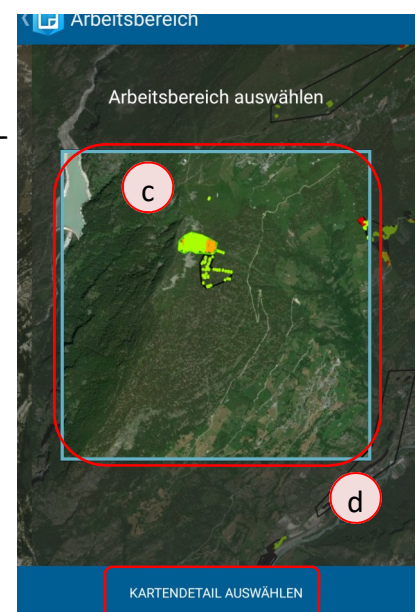 Arbeitsbereich
Arbeitsbereich auswählen
c
d
KARTENDETAIL AUSWÄHLEN